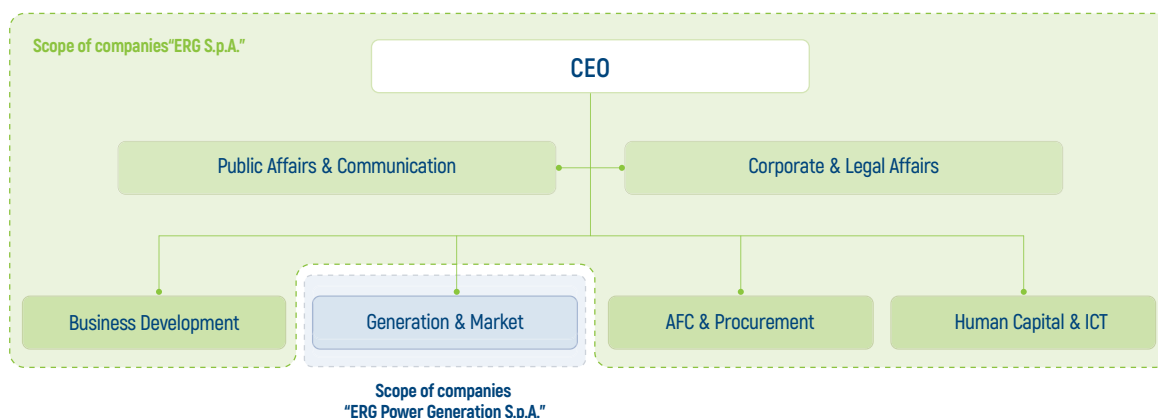 Scope of companies“ERG S.p.A.”
CEO
Public Affairs & Communication
Corporate & Legal Affairs
Business Development
Generation & Market
AFC & Procurement
Human Capital & ICT
Scope of companies
“ERG Power Generation S.p.A.”